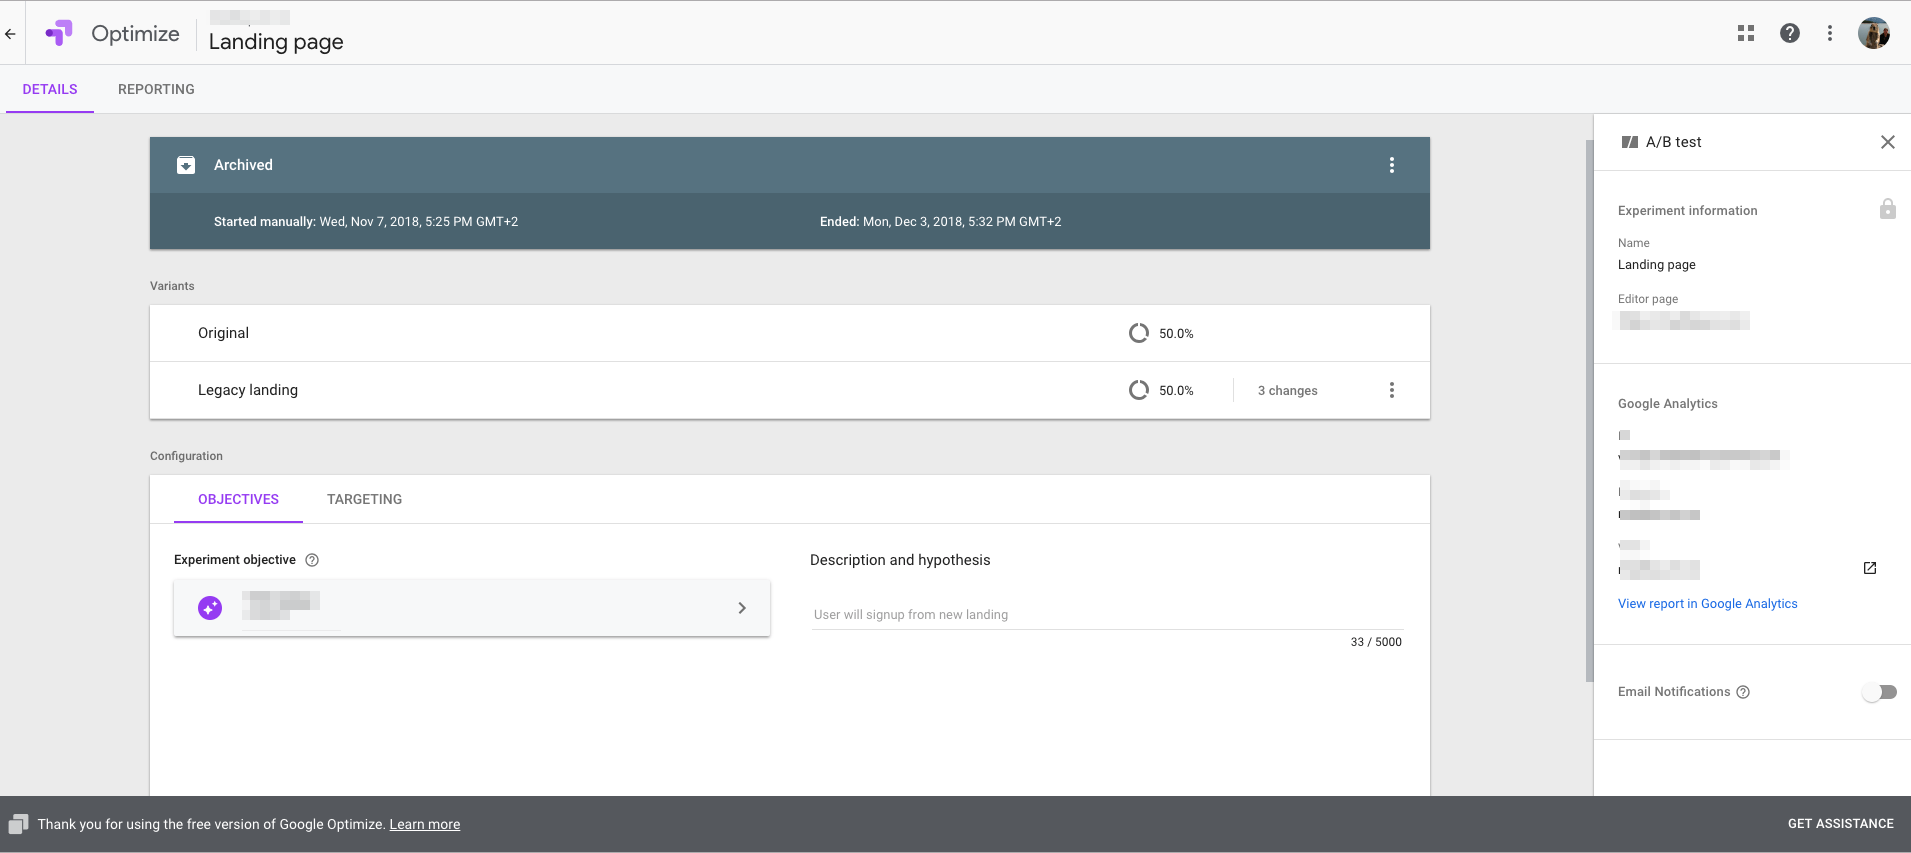 Optimize
Landing page
DETAILS
REPORTING
Archived
Started manually: Wed, Nov 7, 2018, 5:25 PM GMT+2
Ended: Mon, Dec 3, 2018, 5:32 PM GMT+2
Variants
Original
50.0%
Legacy landing
50.0%
3 changes
Configuration
OBJECTIVES
TARGETING
Experiment objective
Description and hypothesis
User will signup from new landing
33 / 5000
A/B test
Experiment information
Name
Landing page
Editor page
Google Analytics
View report in Google Analytics
Email Notifications
Thank you for using the free version of Google Optimize. Learn more
GET ASSISTANCE